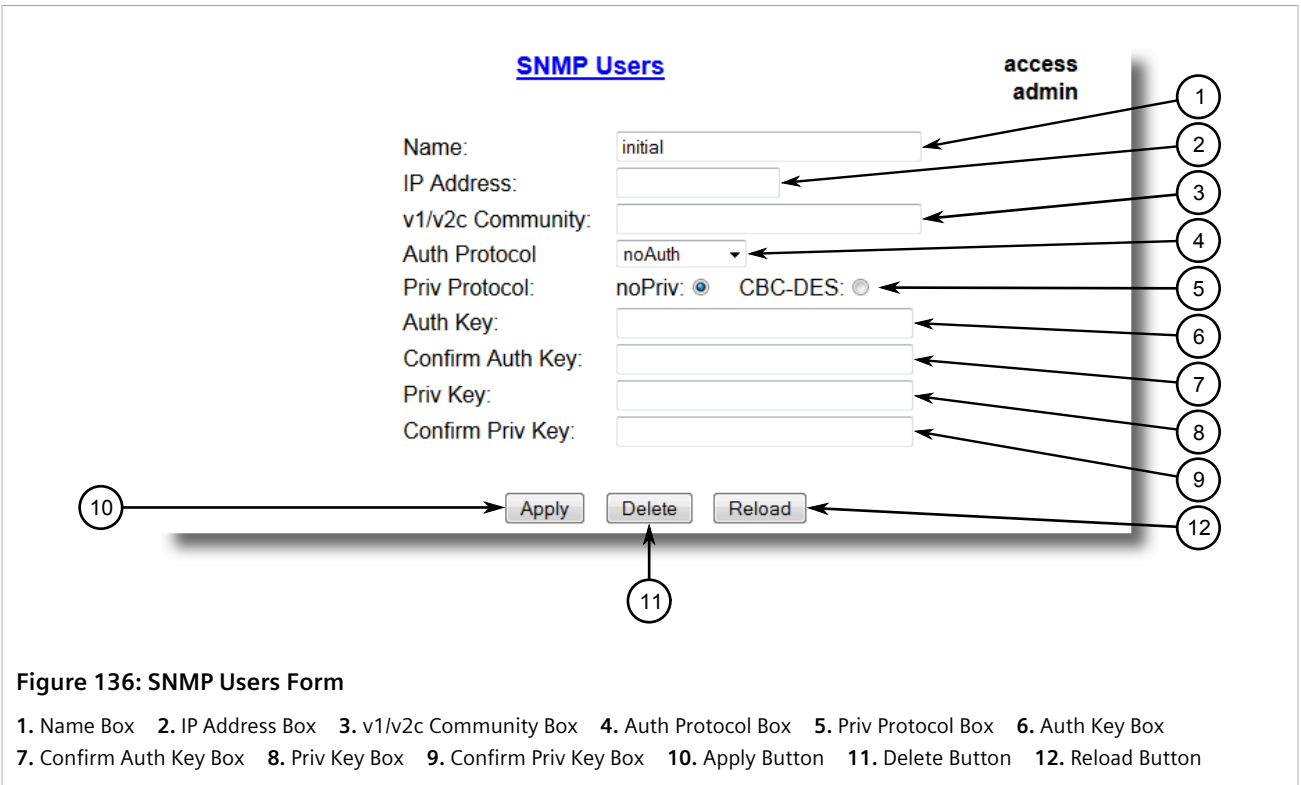 SNMP Users
access
admin
1
Name: initial
2
IP Address:
3
v1/v2c Community:
4
Auth Protocol noAuth
5
Priv Protocol: noPriv: CBC-DES:
6
Auth Key:
7
Confirm Auth Key:
8
Priv Key:
9
Confirm Priv Key:
10
Apply Delete Reload
12
11
Figure 136: SNMP Users Form
1. Name Box 2. IP Address Box 3. v1/v2c Community Box 4. Auth Protocol Box 5. Priv Protocol Box 6. Auth Key Box
7. Confirm Auth Key Box 8. Priv Key Box 9. Confirm Priv Key Box 10. Apply Button 11. Delete Button 12. Reload Button